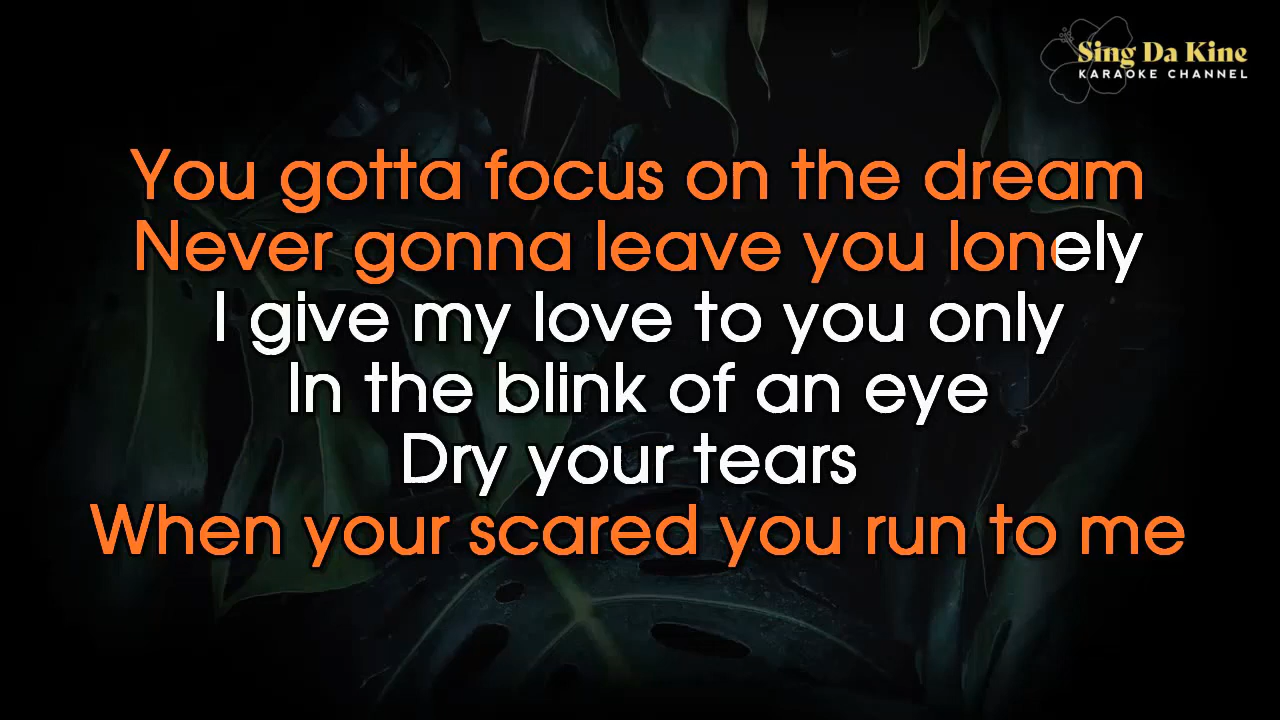 Sing Da Kine
KARAOKE CHANNEL
You gotta focus on the dream
Never gonna leave you lonely
I give my love to you only
In the blink of an eye
Dry your tears
When your scared you run to me